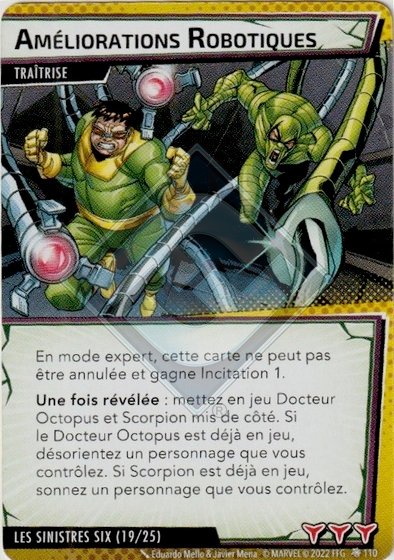 AMÉLIORATIONS ROBOTIQUES
TRAÎTRISE
En mode expert, cette carte ne peut pas
être annulée et gagne Incitation 1.
Une fois révélée : mettez en jeu Docteur
Octopus et Scorpion mis de côté. Si
le Docteur Octopus est déjà en jeu,
désorientez un personnage que vous
contrôlez. Si Scorpion est déjà en jeu,
sonnez un personnage que vous contrôlez.
LES SINISTRES SIX (19/25)
Eduardo Mello & Javier Mena. © MARVEL © 2022 FFG 110